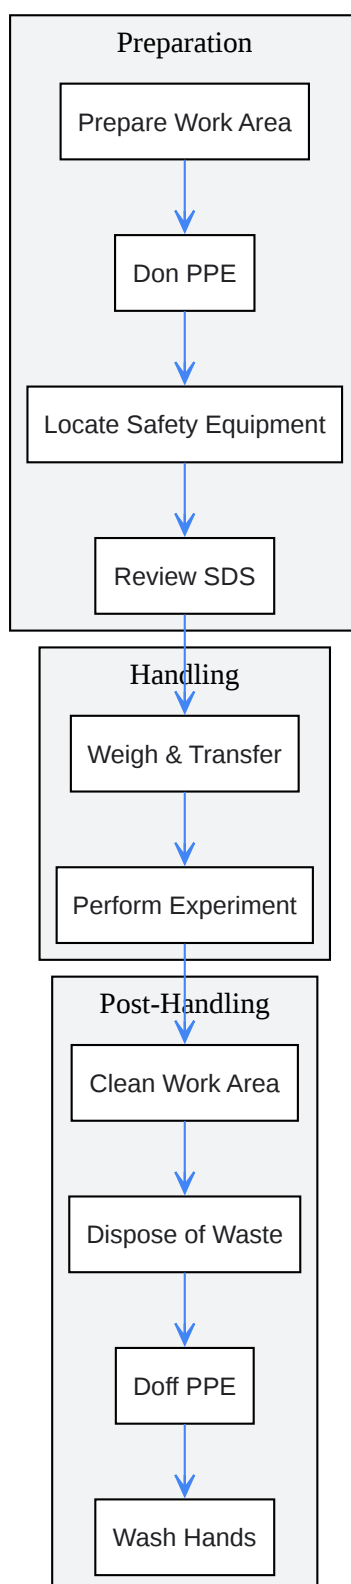 Preparation
Prepare Work Area
Don PPE
Locate Safety Equipment
Review SDS
Handling
Weigh & Transfer
Perform Experiment
Post-Handling
Clean Work Area
Dispose of Waste
Doff PPE
Wash Hands